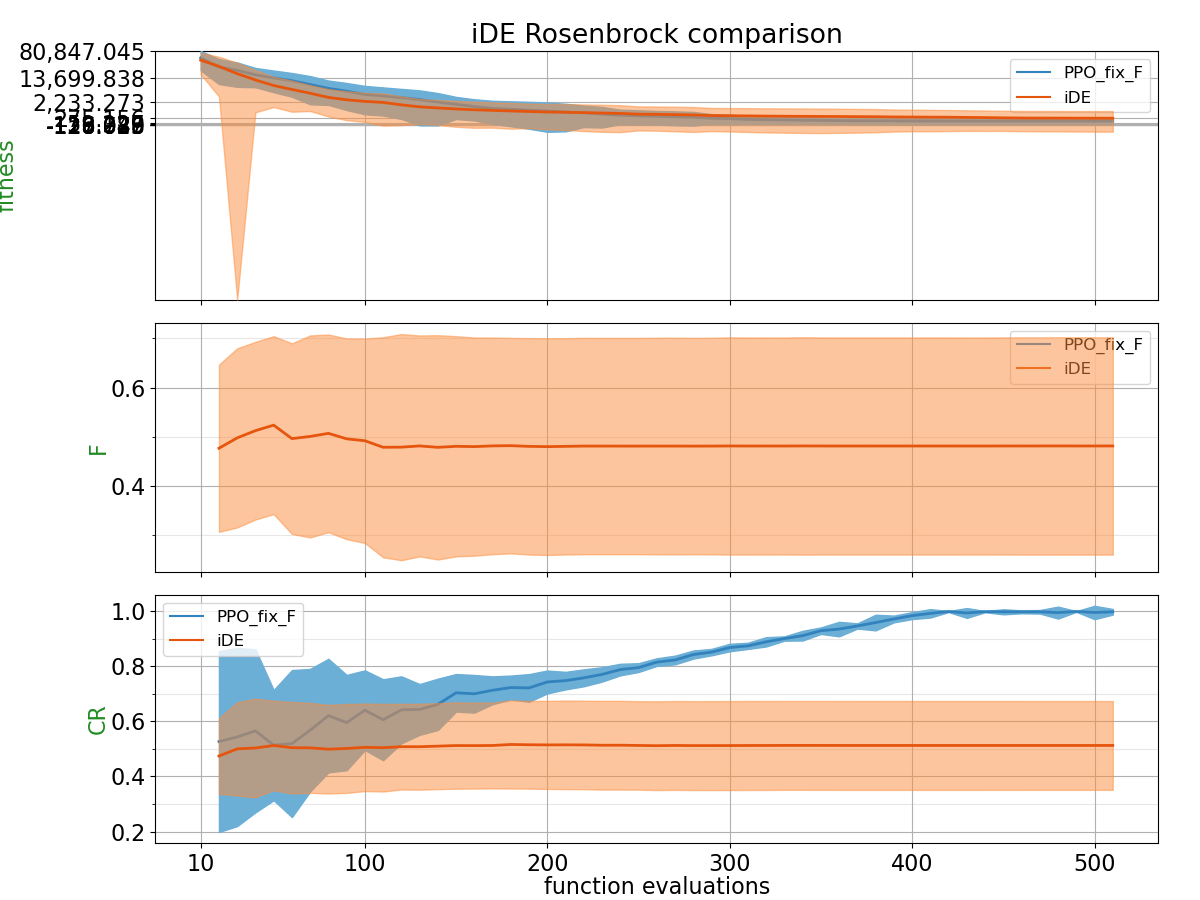 iDE Rosenbrock comparison
80,847.045
13,699.838
2,233.273
fitness
PPO_fix_F
iDE
0.6
0.4
F
PPO_fix_F
iDE
1.0
0.8
0.6
0.4
0.2
CR
PPO_fix_F
iDE
10 100 200 300 400 500
function evaluations